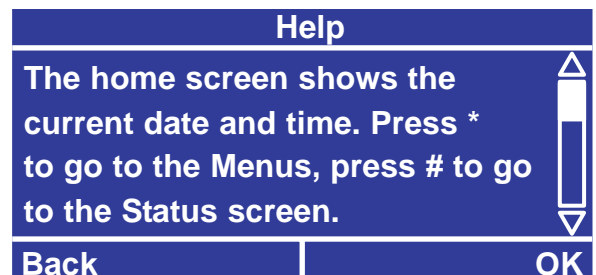 Help
The home screen shows the
current date and time. Press *
to go to the Menus, press # to go
to the Status screen.
Back
OK